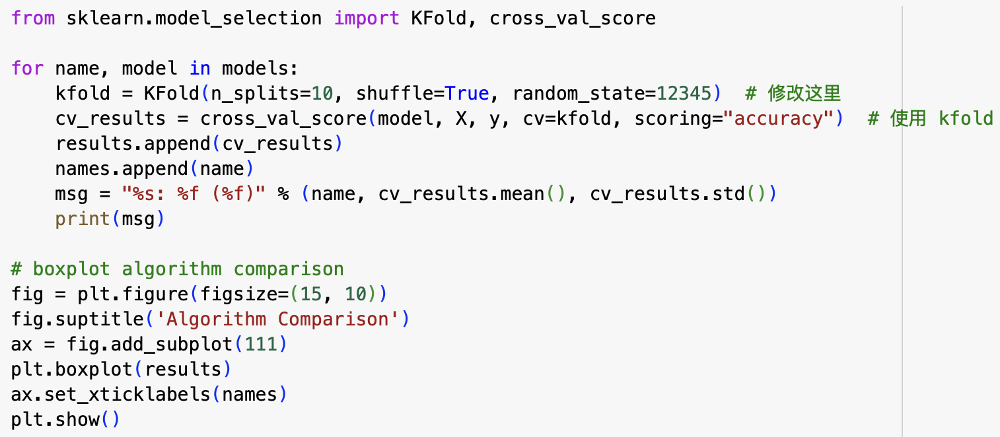 from sklearn.model_selection import KFold, cross_val_score
for name, model in models:
    kfold = KFold(n_splits=10, shuffle=True, random_state=12345)  # 修改这里
    cv_results = cross_val_score(model, X, y, cv=kfold, scoring="accuracy")  # 使用 kfold
    results.append(cv_results)
    names.append(name)
    msg = "%s: %f (%f)" % (name, cv_results.mean(), cv_results.std())
    print(msg)
# boxplot algorithm comparison
fig = plt.figure(figsize=(15, 10))
fig.suptitle('Algorithm Comparison')
ax = fig.add_subplot(111)
plt.boxplot(results)
ax.set_xticklabels(names)
plt.show()